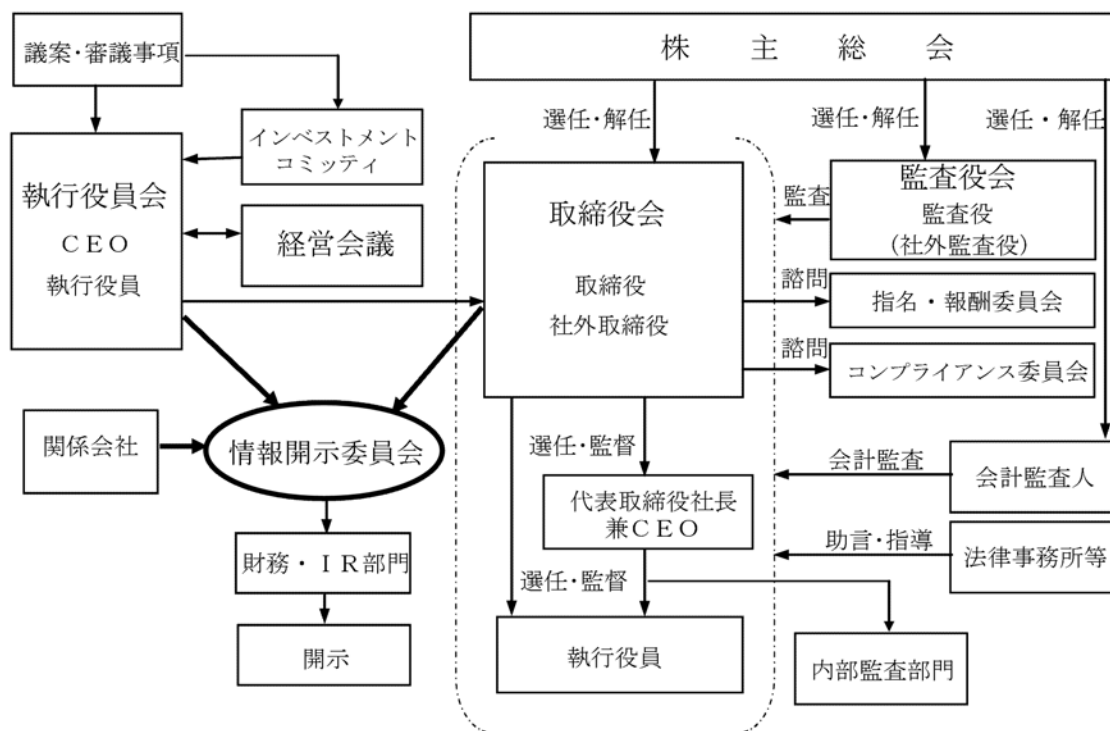 議案・審議事項
株主総会
選任・解任
選任・解任
選任・解任
インベストメント
コミッティ
執行役員会
ＣＥＯ
執行役員
経営会議
取締役会
取締役
社外取締役
監査
監査役会
監査役
(社外監査役)
諮問
指名・報酬委員会
諮問
コンプライアンス委員会
関係会社
情報開示委員会
選任・監督
会計監査
会計監査人
代表取締役社長
兼ＣＥＯ
助言・指導
法律事務所等
財務・ＩＲ部門
選任・監督
開示
執行役員
内部監査部門